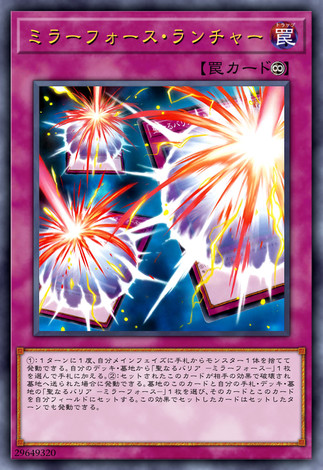 ミラーフォース・ランチャー
トラップ
罠
【罠カード】
①：1ターンに1度、自分メインフェイズに手札からモンスター1体を捨てて
発動できる。自分のデッキ・墓地から「聖なるバリア －ミラーフォース－」1枚
を選んで手札に加える。②：セットされたこのカードが相手の効果で破壊され
墓地へ送られた場合に発動できる。墓地のこのカードと自分の手札・デッキ・墓
地の「聖なるバリア －ミラーフォース－」1枚を選び、そのカードとこのカード
を自分フィールドにセットする。この効果でセットしたカードはセットしたター
ンでも発動できる。
29649320